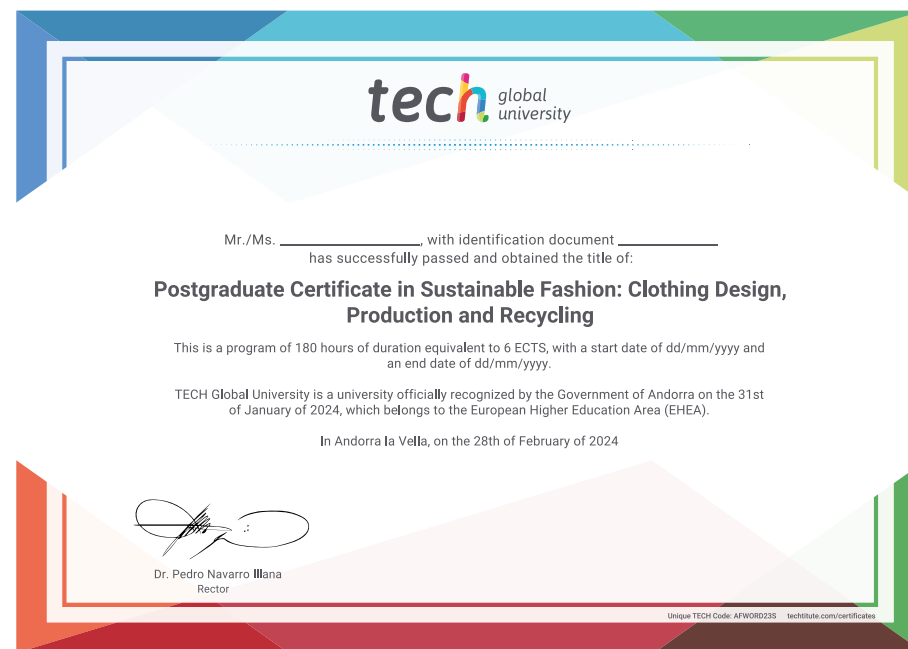 tech global
university
Mr./Ms. ____________, with identification document ____________
has successfully passed and obtained the title of:
Postgraduate Certificate in Sustainable Fashion: Clothing Design,
Production and Recycling
This is a program of 180 hours of duration equivalent to 6 ECTS, with a start date of dd/mm/yyyy and
an end date of dd/mm/yyyy.
TECH Global University is a university officially recognized by the Government of Andorra on the 31st
of January of 2024, which belongs to the European Higher Education Area (EHEA).
In Andorra la Vella, on the 28th of February of 2024
Dr. Pedro Navarro Illana
Rector
Unique TECH Code: AFWORD23S techtitute.com/certificates